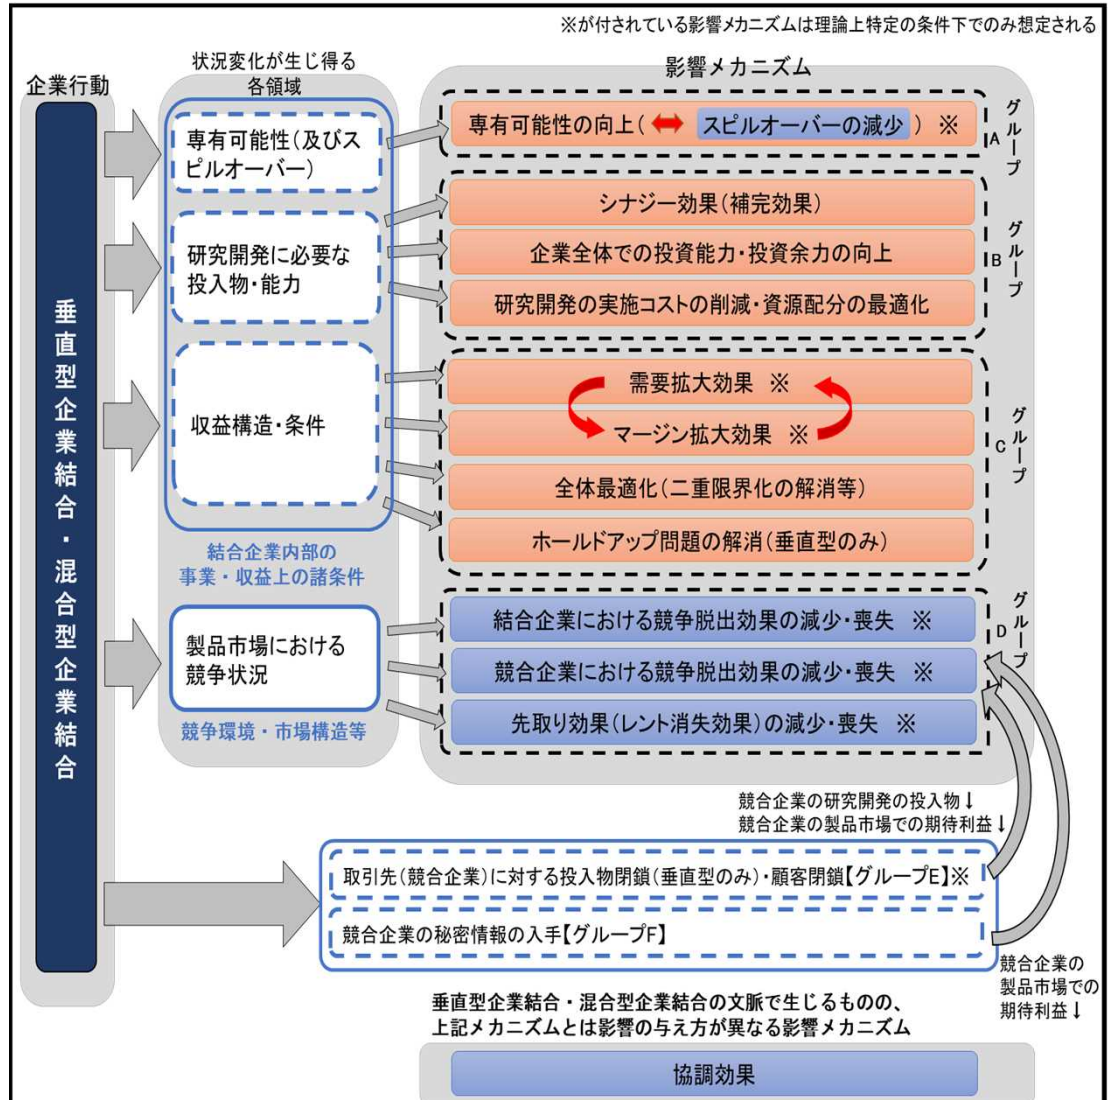 ※が付されている影響メカニズムは理論上特定の条件下でのみ想定される
企業行動
状況変化が生じ得る
各領域
影響メカニズム
垂直型企業結合・混合型企業結合
専有可能性(及びス
ピルオーバー)
専有可能性の向上( スピルオーバーの減少 ) ※
グループA
研究開発に必要な
投入物・能力
シナジー効果(補完効果)
企業全体での投資能力・投資余力の向上
研究開発の実施コストの削減・資源配分の最適化
グループB
収益構造・条件
需要拡大効果 ※
マージン拡大効果 ※
全体最適化(二重限界化の解消等)
ホールドアップ問題の解消(垂直型のみ)
グループC
結合企業内部の
事業・収益上の諸条件
製品市場における
競争状況
競争環境・市場構造等
結合企業における競争脱出効果の減少・喪失 ※
競合企業における競争脱出効果の減少・喪失 ※
先取り効果(レント消失効果)の減少・喪失 ※
グループD
競合企業の研究開発の投入物↓
競合企業の製品市場での期待利益↓
取引先(競合企業)に対する投入物閉鎖(垂直型のみ)・顧客閉鎖【グループE】※
競合企業の秘密情報の入手【グループF】
競合企業の
製品市場での
期待利益↓
垂直型企業結合・混合型企業結合の文脈で生じるものの、
上記メカニズムとは影響の与え方が異なる影響メカニズム
協調効果